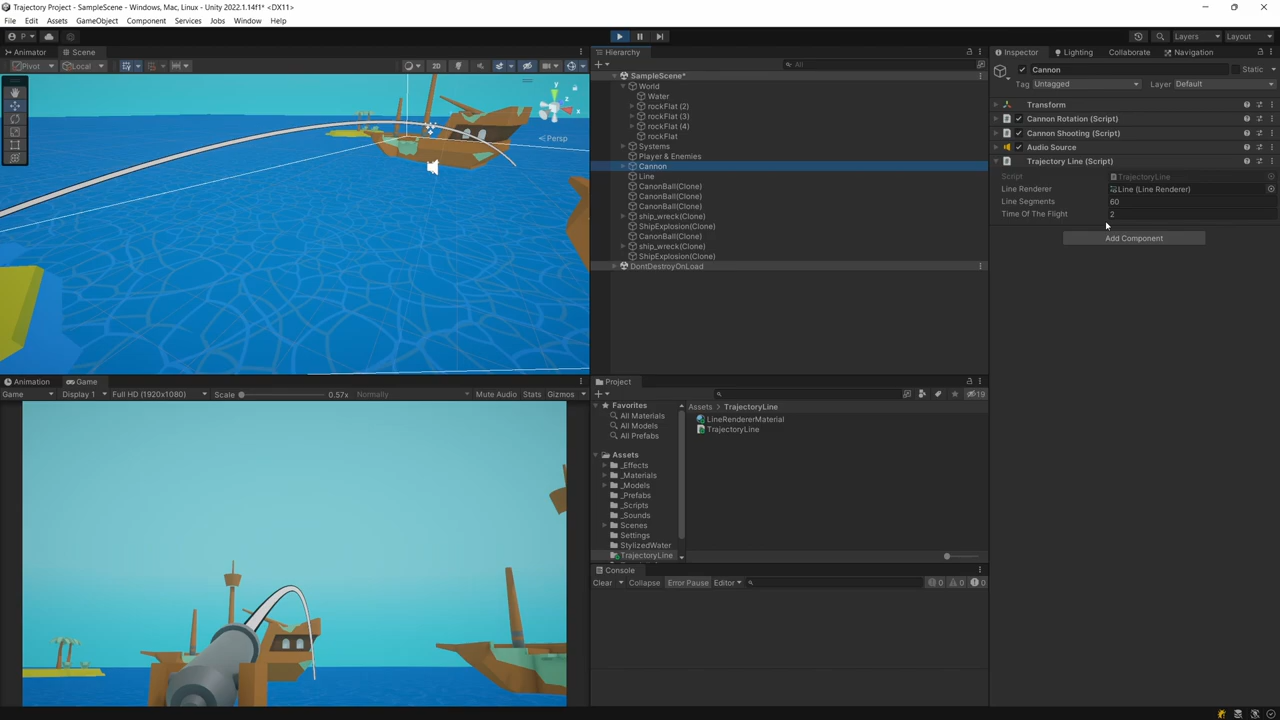 Trajectory Project - SampleScene - Windows, Mac, Linux - Unity 2022.1.14f1* <DX11>
File Edit Assets GameObject Component Services Jobs Window Help
P
Layers Layout
Animator Scene
Pivot Local 2D
y
z
x
Persp
Hierarchy
All
SampleScene*
World
Water
rockFlat (2)
rockFlat (3)
rockFlat (4)
rockFlat
Systems
Player & Enemies
Cannon
Line
CanonBall(Clone)
CanonBall(Clone)
CanonBall(Clone)
ship_wreck(Clone)
ShipExplosion(Clone)
CanonBall(Clone)
ship_wreck(Clone)
ShipExplosion(Clone)
DontDestroyOnLoad
Inspector Lighting Collaborate Navigation
Cannon Static
Tag Untagged Layer Default
Transform
Cannon Rotation (Script)
Cannon Shooting (Script)
Audio Source
Trajectory Line (Script)
Script TrajectoryLine
Line Renderer Line (Line Renderer)
Line Segments 60
Time Of The Flight 2
Add Component
Animation Game
Game Display 1 Full HD (1920x1080) Scale 0.57x Normally Mute Audio Stats Gizmos
Project
19
Favorites
All Materials
All Models
All Prefabs
Assets
_Effects
_Materials
_Models
_Prefabs
_Scripts
_Sounds
Scenes
Settings
StylizedWater
TrajectoryLine
Assets > TrajectoryLine
LineRendererMaterial
TrajectoryLine
Console
Clear Collapse Error Pause Editor 0 0 0